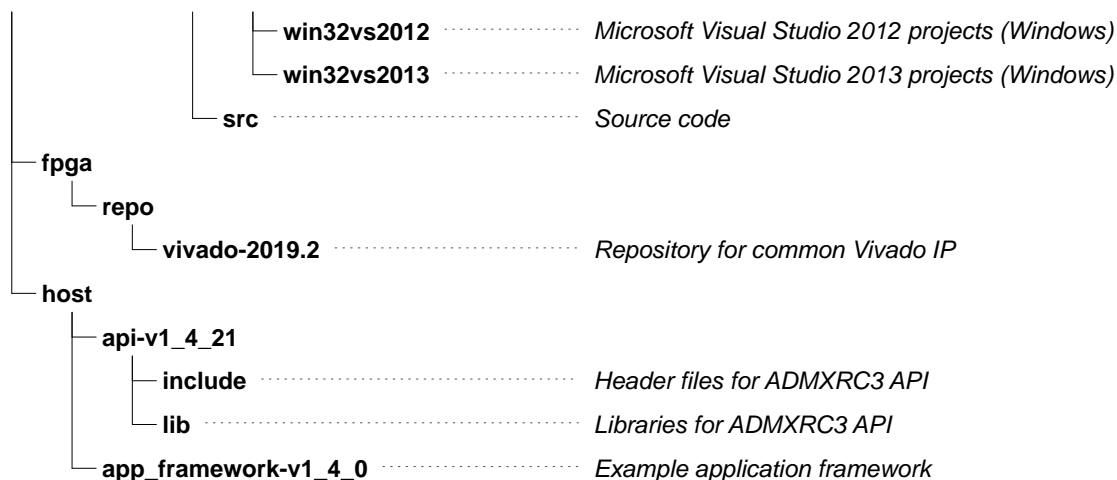 win32vs2012 Microsoft Visual Studio 2012 projects (Windows)
win32vs2013 Microsoft Visual Studio 2013 projects (Windows)
src Source code
fpga
repo
vivado-2019.2 Repository for common Vivado IP
host
api-v1_4_21
include Header files for ADMXRC3 API
lib Libraries for ADMXRC3 API
app_framework-v1_4_0 Example application framework